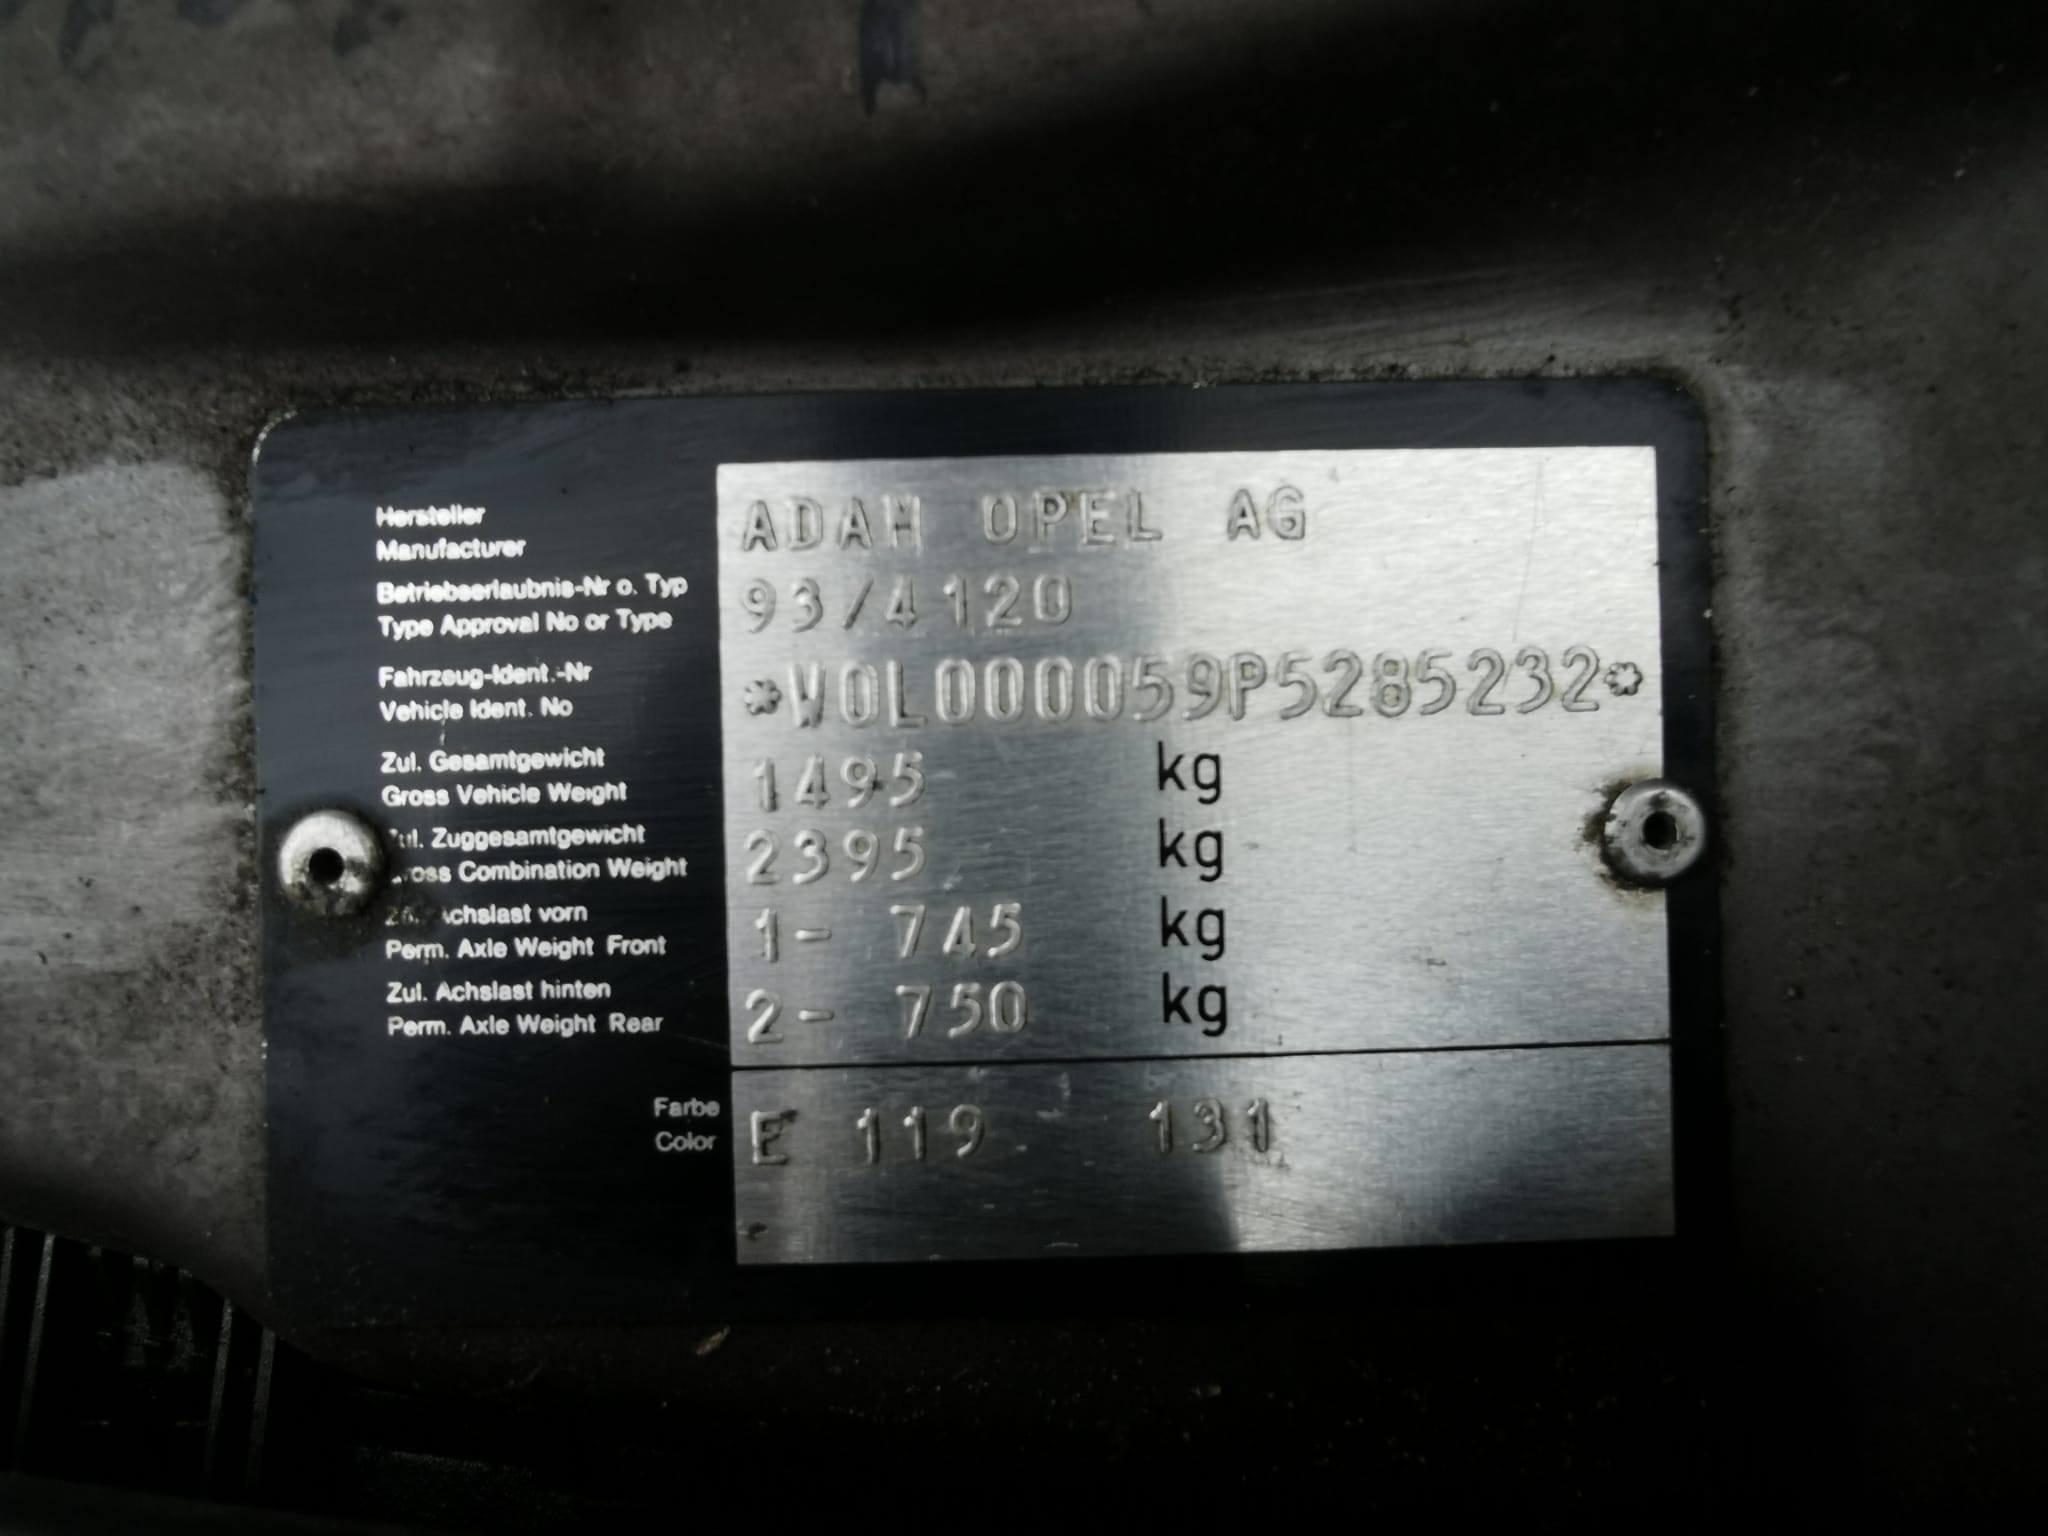 Hersteller
Manufacturer
ADAM OPEL AG
Betriebserlaubnis-Nr o. Typ
Type Approval No or Type
93/4120
Fahrzeug-Ident.-Nr
Vehicle Ident. No
*W0L000059P5285232*
Zul. Gesamtgewicht
Gross Vehicle Weight
1495 kg
Zul. Zuggesamtgewicht
Gross Combination Weight
2395 kg
Zul. Achslast vorn
Perm. Axle Weight Front
1- 745 kg
Zul. Achslast hinten
Perm. Axle Weight Rear
2- 750 kg
Farbe
Color
E 119 131